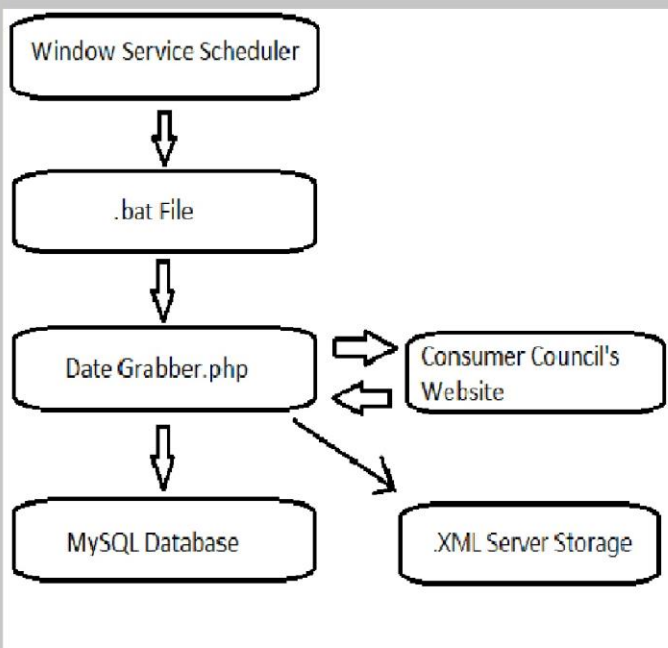 Window Service Scheduler
.bat File
Date Grabber.php
Consumer Council's
Website
MySQL Database
.XML Server Storage